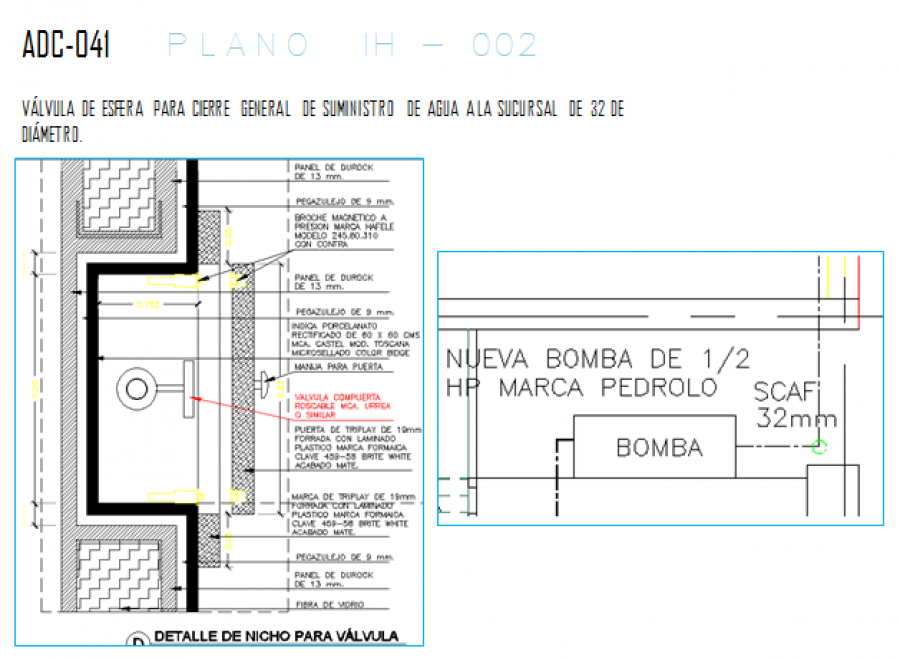 ADC-041 PLANO IH - 002
VÁLVULA DE ESFERA PARA CIERRE GENERAL DE SUMINISTRO DE AGUA A LA SUCURSAL DE 32 DE
DIÁMETRO.
PANEL DE DUROCK
DE 13 mm.
PEGAZULEJO DE 9 mm.
BROCHE MAGNETICO A
PRESION MARCA HAFELE
MODELO 245.60.310
CON CONTRA
PANEL DE DUROCK
DE 13 mm.
PEGAZULEJO DE 9 mm.
INDICA PORCELANATO
RECTIFICADO DE 60 X 60 CMS
MCA. CASTEL MOD. TOSCANA
MICROSELLADO COLOR BEIGE
MANIJA PARA PUERTA
VALVULA COMPUERTA
ROSCABLE MCA. URREA
O SIMILAR
PUERTA DE TRIPLAY DE 19mm
FORRADA CON LAMINADO
PLASTICO MARCA FORMAICA
CLAVE 459-58 BRITE WHITE
ACABADO MATE.
MARCA DE TRIPLAY DE 19mm
FORRADA CON LAMINADO
PLASTICO MARCA FORMAICA
CLAVE 459-58 BRITE WHITE
ACABADO MATE.
PEGAZULEJO DE 9 mm.
PANEL DE DUROCK
DE 13 mm.
FIBRA DE VIDRIO
D DETALLE DE NICHO PARA VÁLVULA
NUEVA BOMBA DE 1/2
HP MARCA PEDROLO
SCAF
32mm
BOMBA